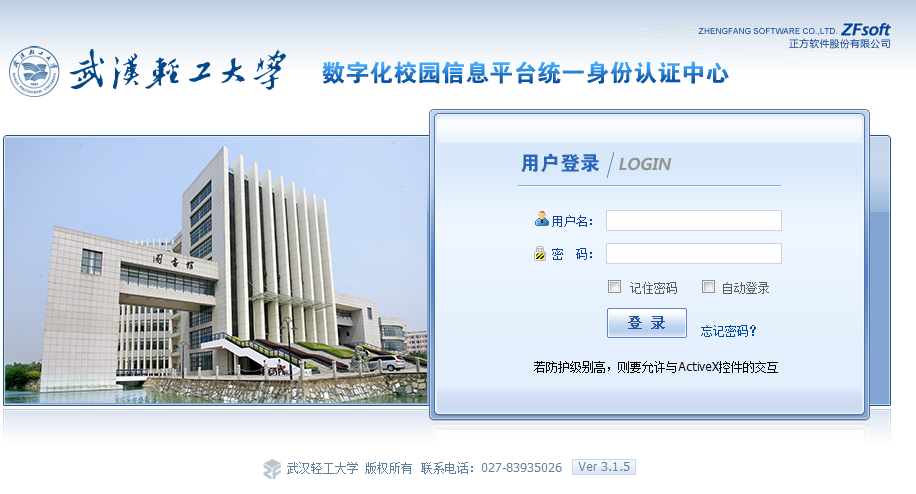 ZHENGFANG SOFTWARE CO.,LTD. ZFsoft
正方软件股份有限公司
武漢輕工大學
数字化校园信息平台统一身份认证中心
图书馆
用户登录 / LOGIN
用户名：
密 码：
记住密码 自动登录
登 录 忘记密码？
若防护级别高，则要允许与ActiveX控件的交互
武汉轻工大学 版权所有 联系电话：027-83935026 Ver 3.1.5